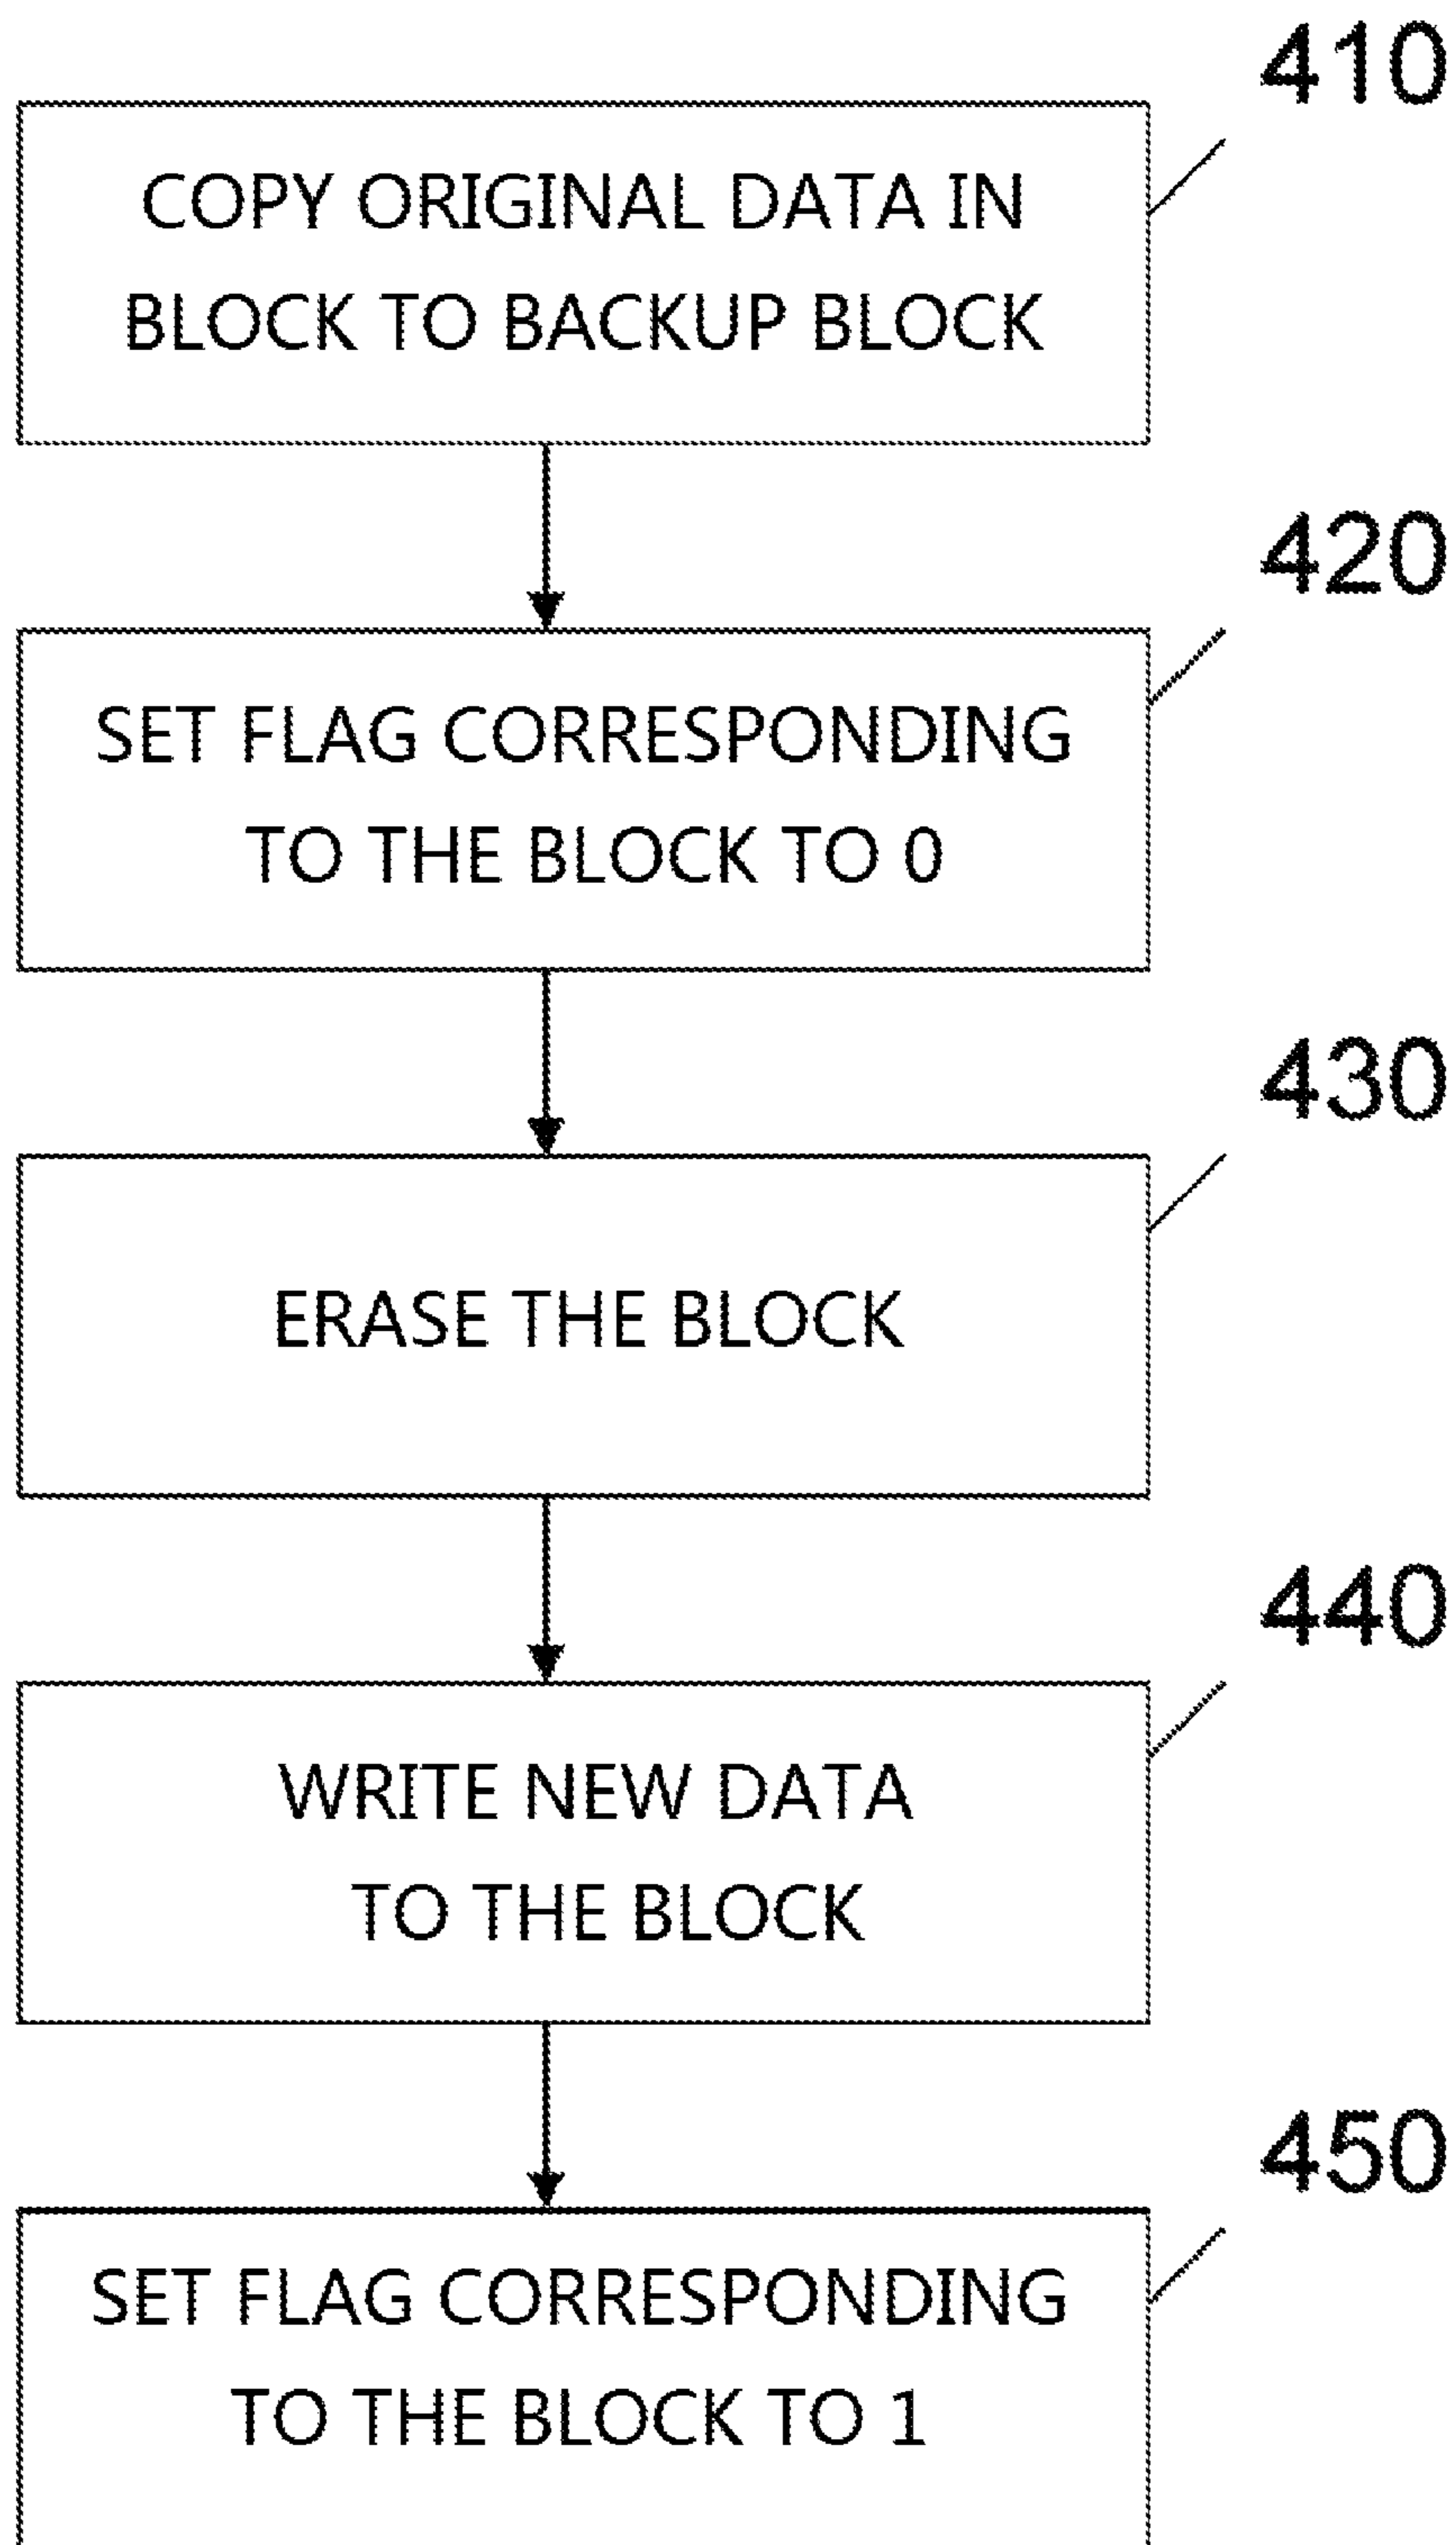 410
COPY ORIGINAL DATA IN
BLOCK TO BACKUP BLOCK
420
SET FLAG CORRESPONDING
TO THE BLOCK TO 0
430
ERASE THE BLOCK
440
WRITE NEW DATA
TO THE BLOCK
450
SET FLAG CORRESPONDING
TO THE BLOCK TO 1